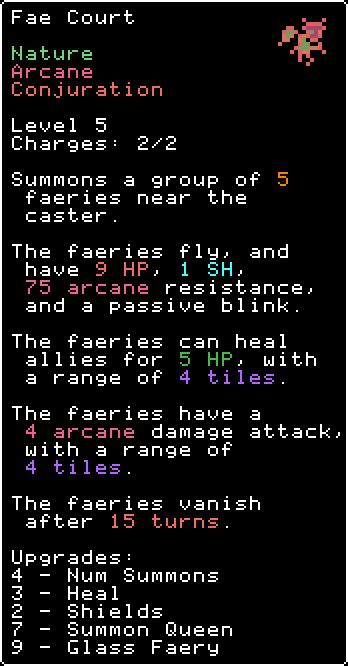 Fae Court
Nature
Arcane
Conjuration
Level 5
Charges: 2/2
Summons a group of 5
faeries near the
caster.
The faeries fly, and
have 9 HP, 1 SH,
75 arcane resistance,
and a passive blink.
The faeries can heal
allies for 5 HP, with
a range of 4 tiles.
The faeries have a
4 arcane damage attack,
with a range of
4 tiles.
The faeries vanish
after 15 turns.
Upgrades:
4 - Num Summons
3 - Heal
2 - Shields
7 - Summon Queen
9 - Glass Faery